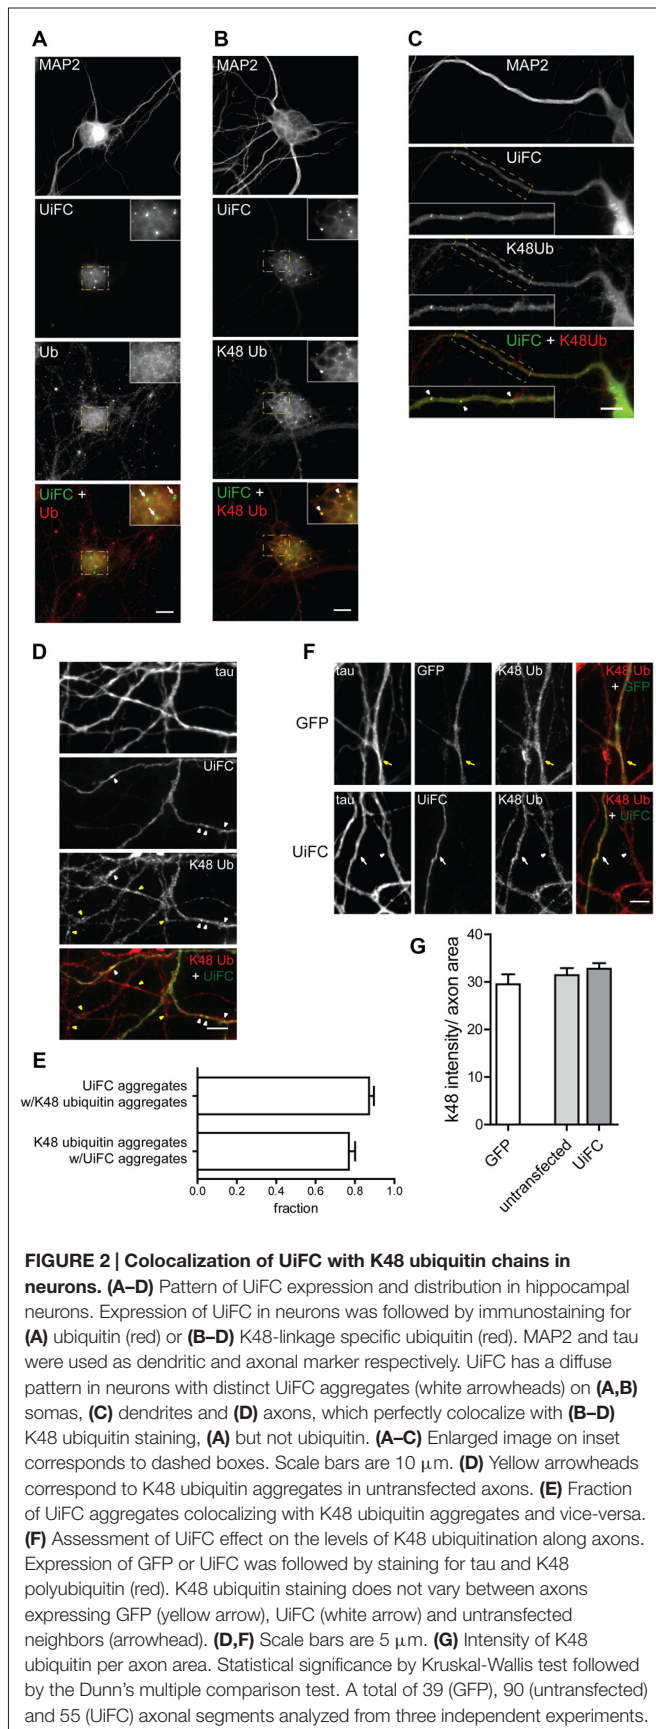 A
B
C
MAP2
MAP2
MAP2
UiFC
UiFC
UiFC
Ub
K48 Ub
K48Ub
UiFC +
Ub
UiFC +
K48 Ub
UiFC + K48Ub
D
tau
UiFC
K48 Ub
K48 Ub
+ UiFC
F
tau
GFP
K48 Ub
K48 Ub
+ GFP
GFP
tau
UiFC
K48 Ub
K48 Ub
+ UiFC
UiFC
E
UiFC aggregates
w/K48 ubiquitin aggregates
K48 ubiquitin aggregates
w/UiFC aggregates
0.0 0.2 0.4 0.6 0.8 1.0
fraction
G
k48 intensity/ axon area
40
30
20
10
0
GFP
untransfected
UiFC
FIGURE 2 | Colocalization of UiFC with K48 ubiquitin chains in
neurons. (A–D) Pattern of UiFC expression and distribution in hippocampal
neurons. Expression of UiFC in neurons was followed by immunostaining for
(A) ubiquitin (red) or (B–D) K48-linkage specific ubiquitin (red). MAP2 and tau
were used as dendritic and axonal marker respectively. UiFC has a diffuse
pattern in neurons with distinct UiFC aggregates (white arrowheads) on (A,B)
somas, (C) dendrites and (D) axons, which perfectly colocalize with (B–D)
K48 ubiquitin staining, (A) but not ubiquitin. (A–C) Enlarged image on inset
corresponds to dashed boxes. Scale bars are 10 μm. (D) Yellow arrowheads
correspond to K48 ubiquitin aggregates in untransfected axons. (E) Fraction
of UiFC aggregates colocalizing with K48 ubiquitin aggregates and vice-versa.
(F) Assessment of UiFC effect on the levels of K48 ubiquitination along axons.
Expression of GFP or UiFC was followed by staining for tau and K48
polyubiquitin (red). K48 ubiquitin staining does not vary between axons
expressing GFP (yellow arrow), UiFC (white arrow) and untransfected
neighbors (arrowhead). (D,F) Scale bars are 5 μm. (G) Intensity of K48
ubiquitin per axon area. Statistical significance by Kruskal-Wallis test followed
by the Dunn's multiple comparison test. A total of 39 (GFP), 90 (untransfected)
and 55 (UiFC) axonal segments analyzed from three independent experiments.